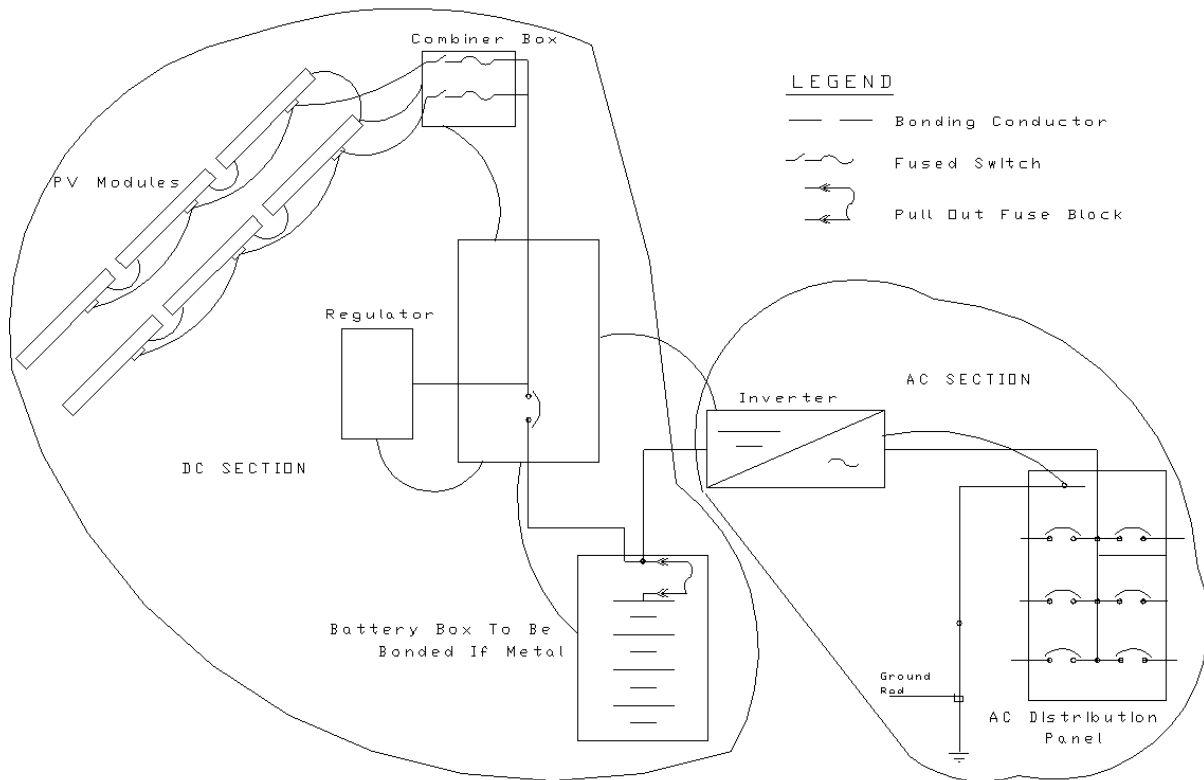 Combiner Box
LEGEND
Bonding Conductor
Fused Switch
Pull Out Fuse Block
PV Modules
Regulator
DC SECTION
AC SECTION
Inverter
Battery Box To Be
Bonded If Metal
Ground
Rod
AC Distribution
Panel